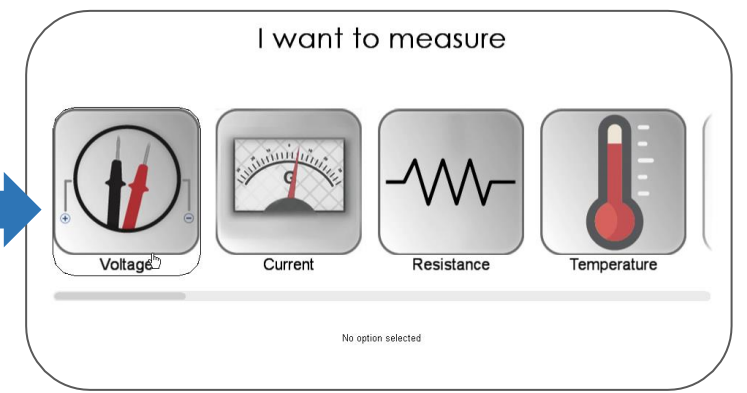 I want to measure
G
Voltage
Current
Resistance
Temperature
No option selected